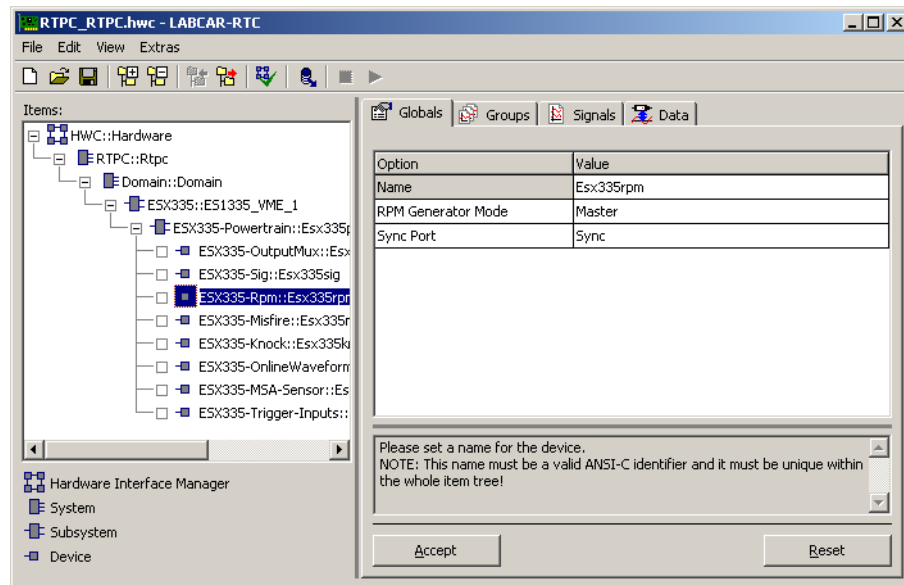 RTPC_RTPC.hwc - LABCAR-RTC
File Edit View Extras
Items:
HWC::Hardware
RTPC::Rtpc
Domain::Domain
ESX335::ES1335_VME_1
ESX335-Powertrain::Esx335p
ESX335-OutputMux::Esx
ESX335-Sig::Esx335sig
ESX335-Rpm::Esx335rpm
ESX335-Misfire::Esx335m
ESX335-Knock::Esx335kn
ESX335-OnlineWaveform
ESX335-MSA-Sensor::Es
ESX335-Trigger-Inputs::
Hardware Interface Manager
System
Subsystem
Device
Globals Groups Signals Data
Option Value
Name Esx335rpm
RPM Generator Mode Master
Sync Port Sync
Please set a name for the device.
NOTE: This name must be a valid ANSI-C identifier and it must be unique within
the whole item tree!
Accept Reset